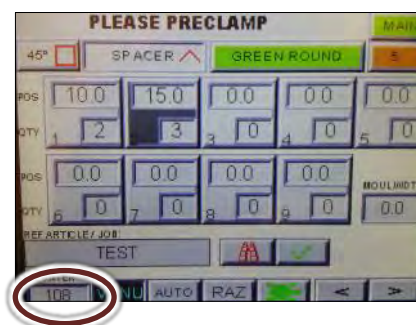 PLEASE PRECLAMP MAIN
45° SPACER GREEN ROUND 5
POS 10.0 15.0 0.0 0.0 0.0
QTY 1 2 3 3 0 4 0 5 0
POS 0.0 0.0 0.0 0.0
QTY 6 0 7 0 8 0 9 0 0.0
REF ARTICLE / JOB:
TEST
108 AUTO RAZ < >